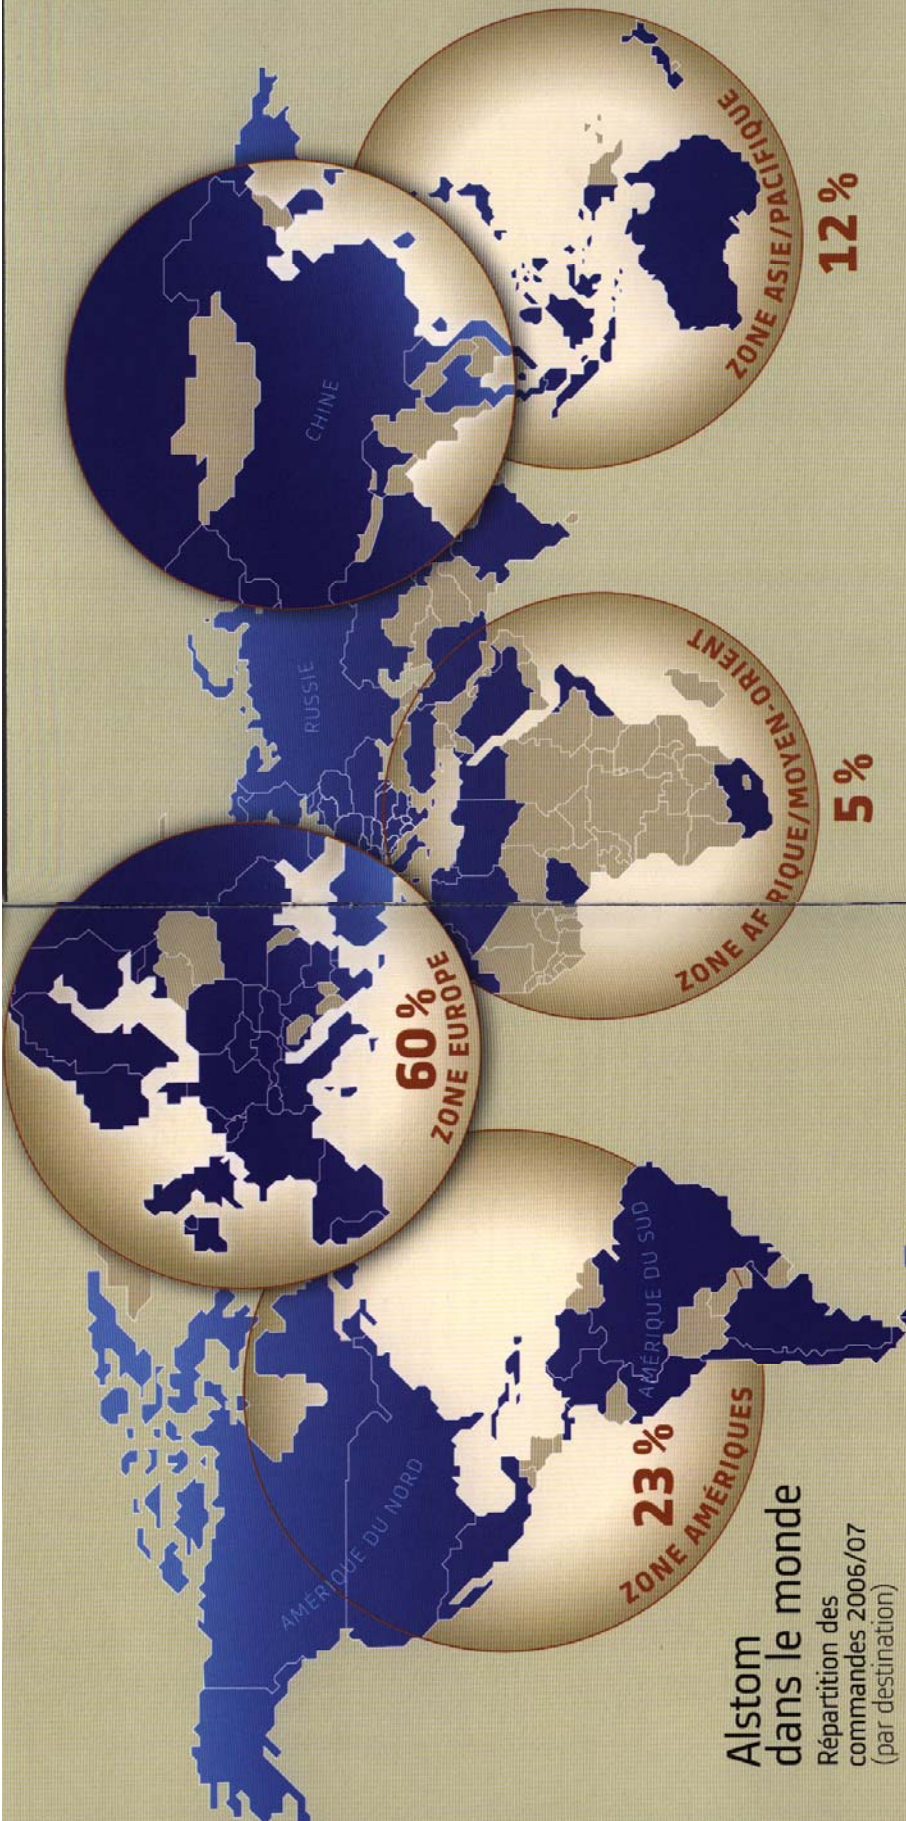 Alstom
dans le monde
Répartition des
commandes 2006/07
(par destination)
AMÉRIQUE DU NORD
23 %
ZONE AMÉRIQUES
AMÉRIQUE DU SUD
60 %
ZONE EUROPE
RUSSIE
ZONE AFRIQUE/MOYEN-ORIENT
5 %
CHINE
ZONE ASIE/PACIFIQUE
12 %